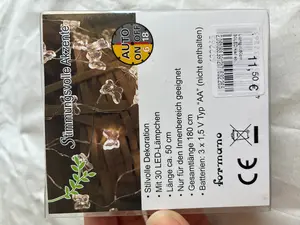 Stimmungsvolle Akzente
AUTO
ON OFF
6 18
• Stilvolle Dekoration
• Mit 30 LED-Lämpchen
• Länge ca. 50 cm
• Nur für den Innenbereich geeignet
• Gesamtlänge 180 cm
• Batterien: 3 x 1,5 V Typ "AA" (nicht enthalten)
formano
CE
11,50 €